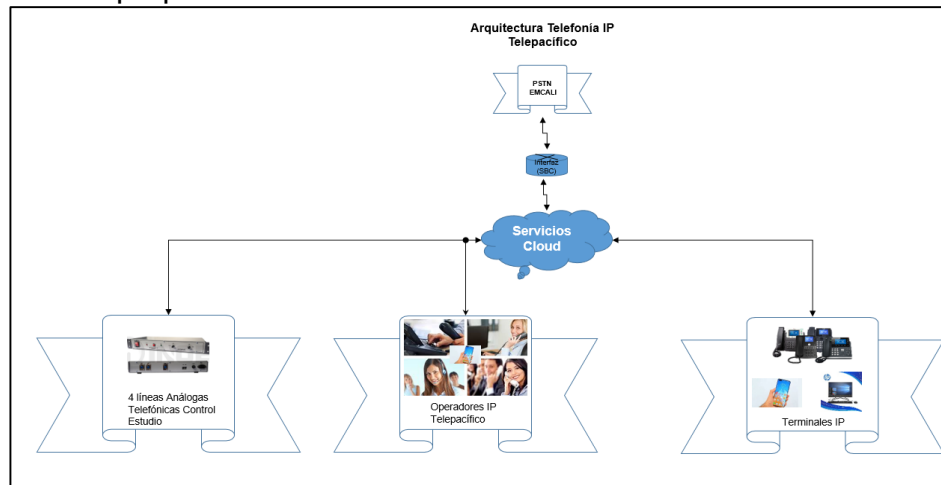 Arquitectura Telefonía IP
Telepacífico
PSTN
EMCALI
Interfaz
(SBC)
Servicios
Cloud
4 líneas Análogas
Telefónicas Control
Estudio
Operadores IP
Telepacífico
Terminales IP